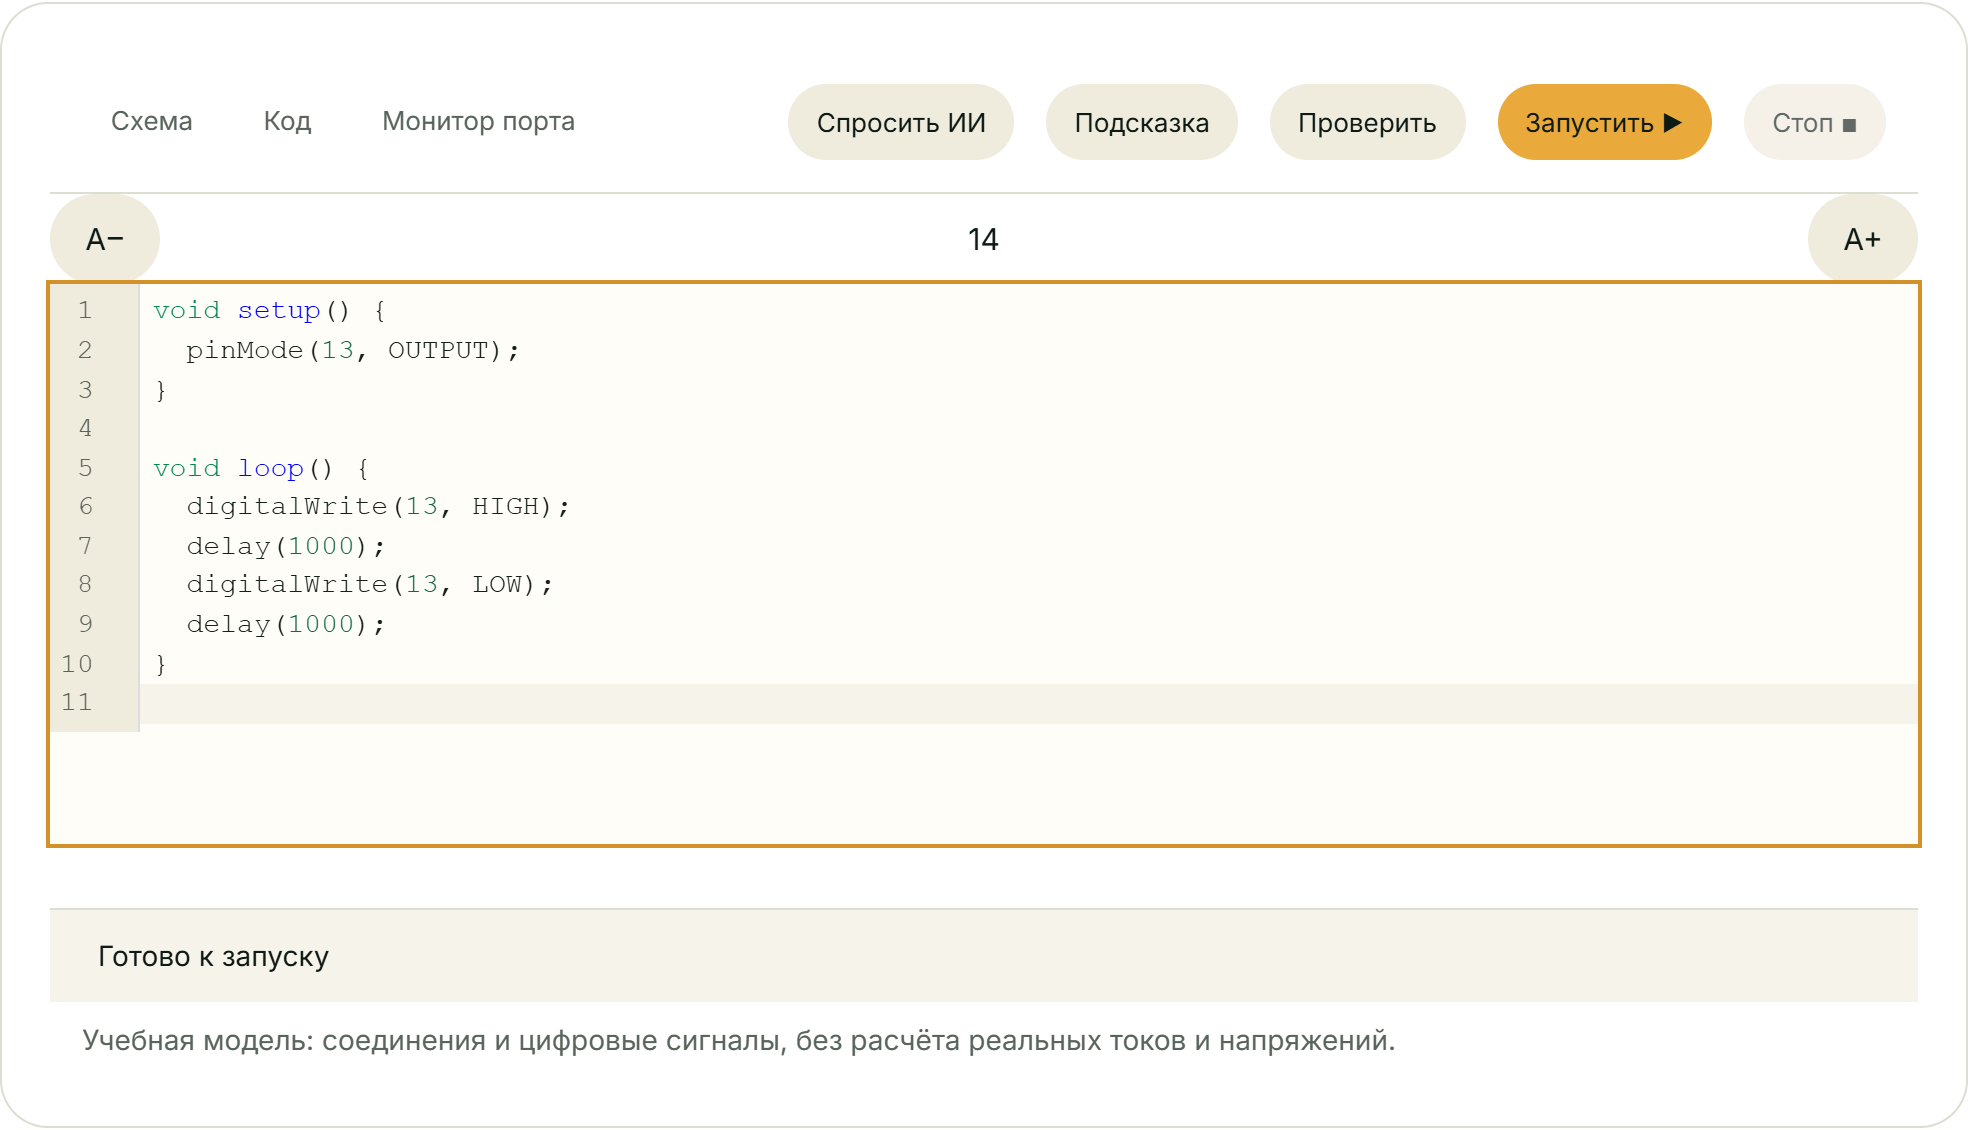 Схема Код Монитор порта Спросить ИИ Подсказка Проверить Запустить ▶ Стоп ■
A− 14 A+
1 void setup() {
2   pinMode(13, OUTPUT);
3 }
4
5 void loop() {
6   digitalWrite(13, HIGH);
7   delay(1000);
8   digitalWrite(13, LOW);
9   delay(1000);
10 }
11
Готово к запуску
Учебная модель: соединения и цифровые сигналы, без расчёта реальных токов и напряжений.